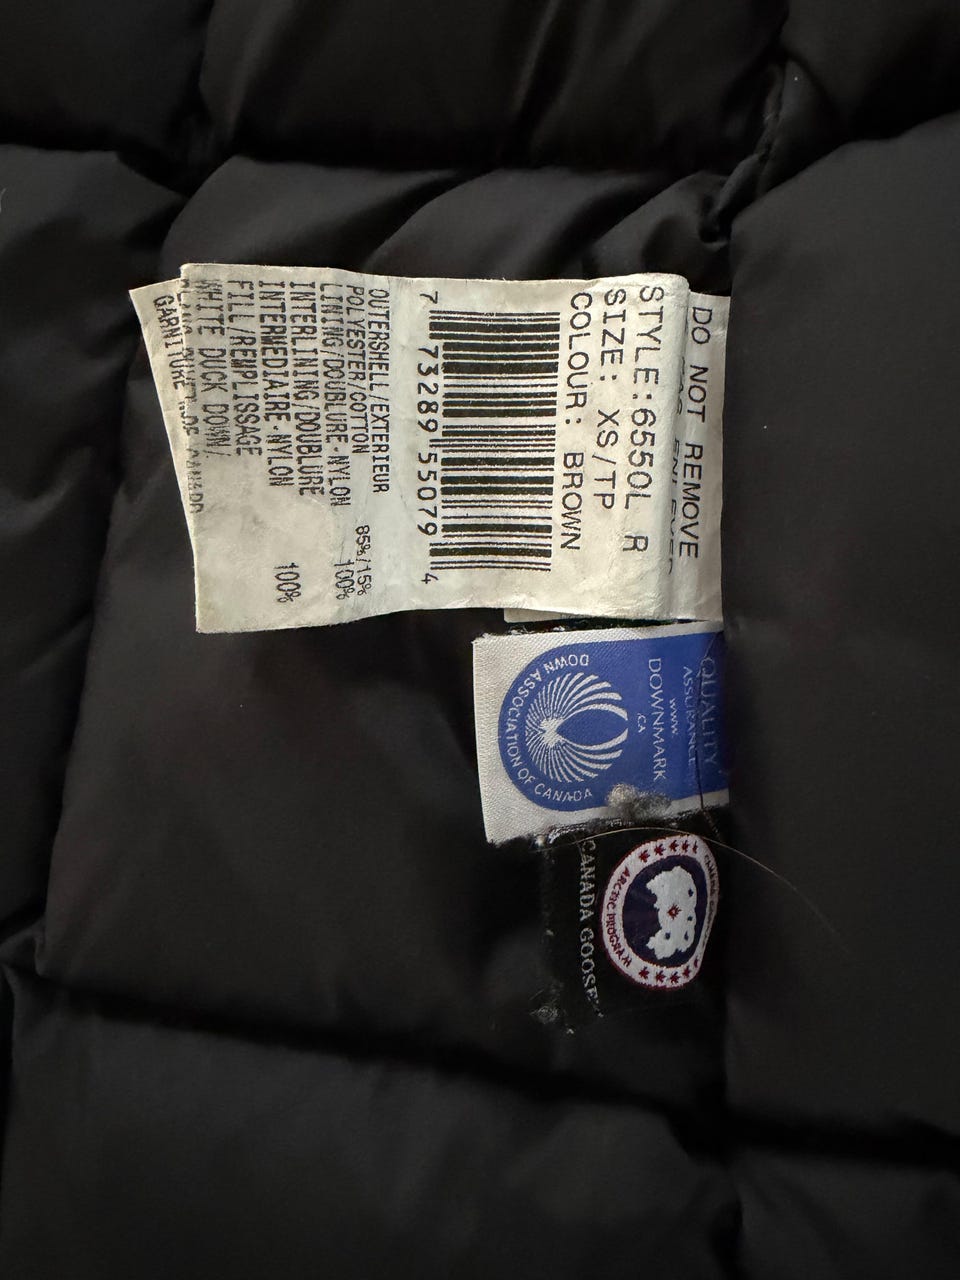 DO NOT REMOVE
STYLE:6550L R
SIZE: XS/TP
COLOUR: BROWN
7 73289 55079 4
OUTERSHELL/EXTERIEUR
POLYESTER/COTTON 85%/15%
LINING/DOUBLURE-NYLON 100%
INTERLINING/DOUBLURE
INTERMEDIAIRE-NYLON 100%
FILL/REMPLISSAGE
WHITE DUCK DOWN/
QUALITY
ASSURANCE
WWW.
DOWNMARK
.CA
DOWN ASSOCIATION OF CANADA
ARCTIC PROGRAM
CANADA GOOSE